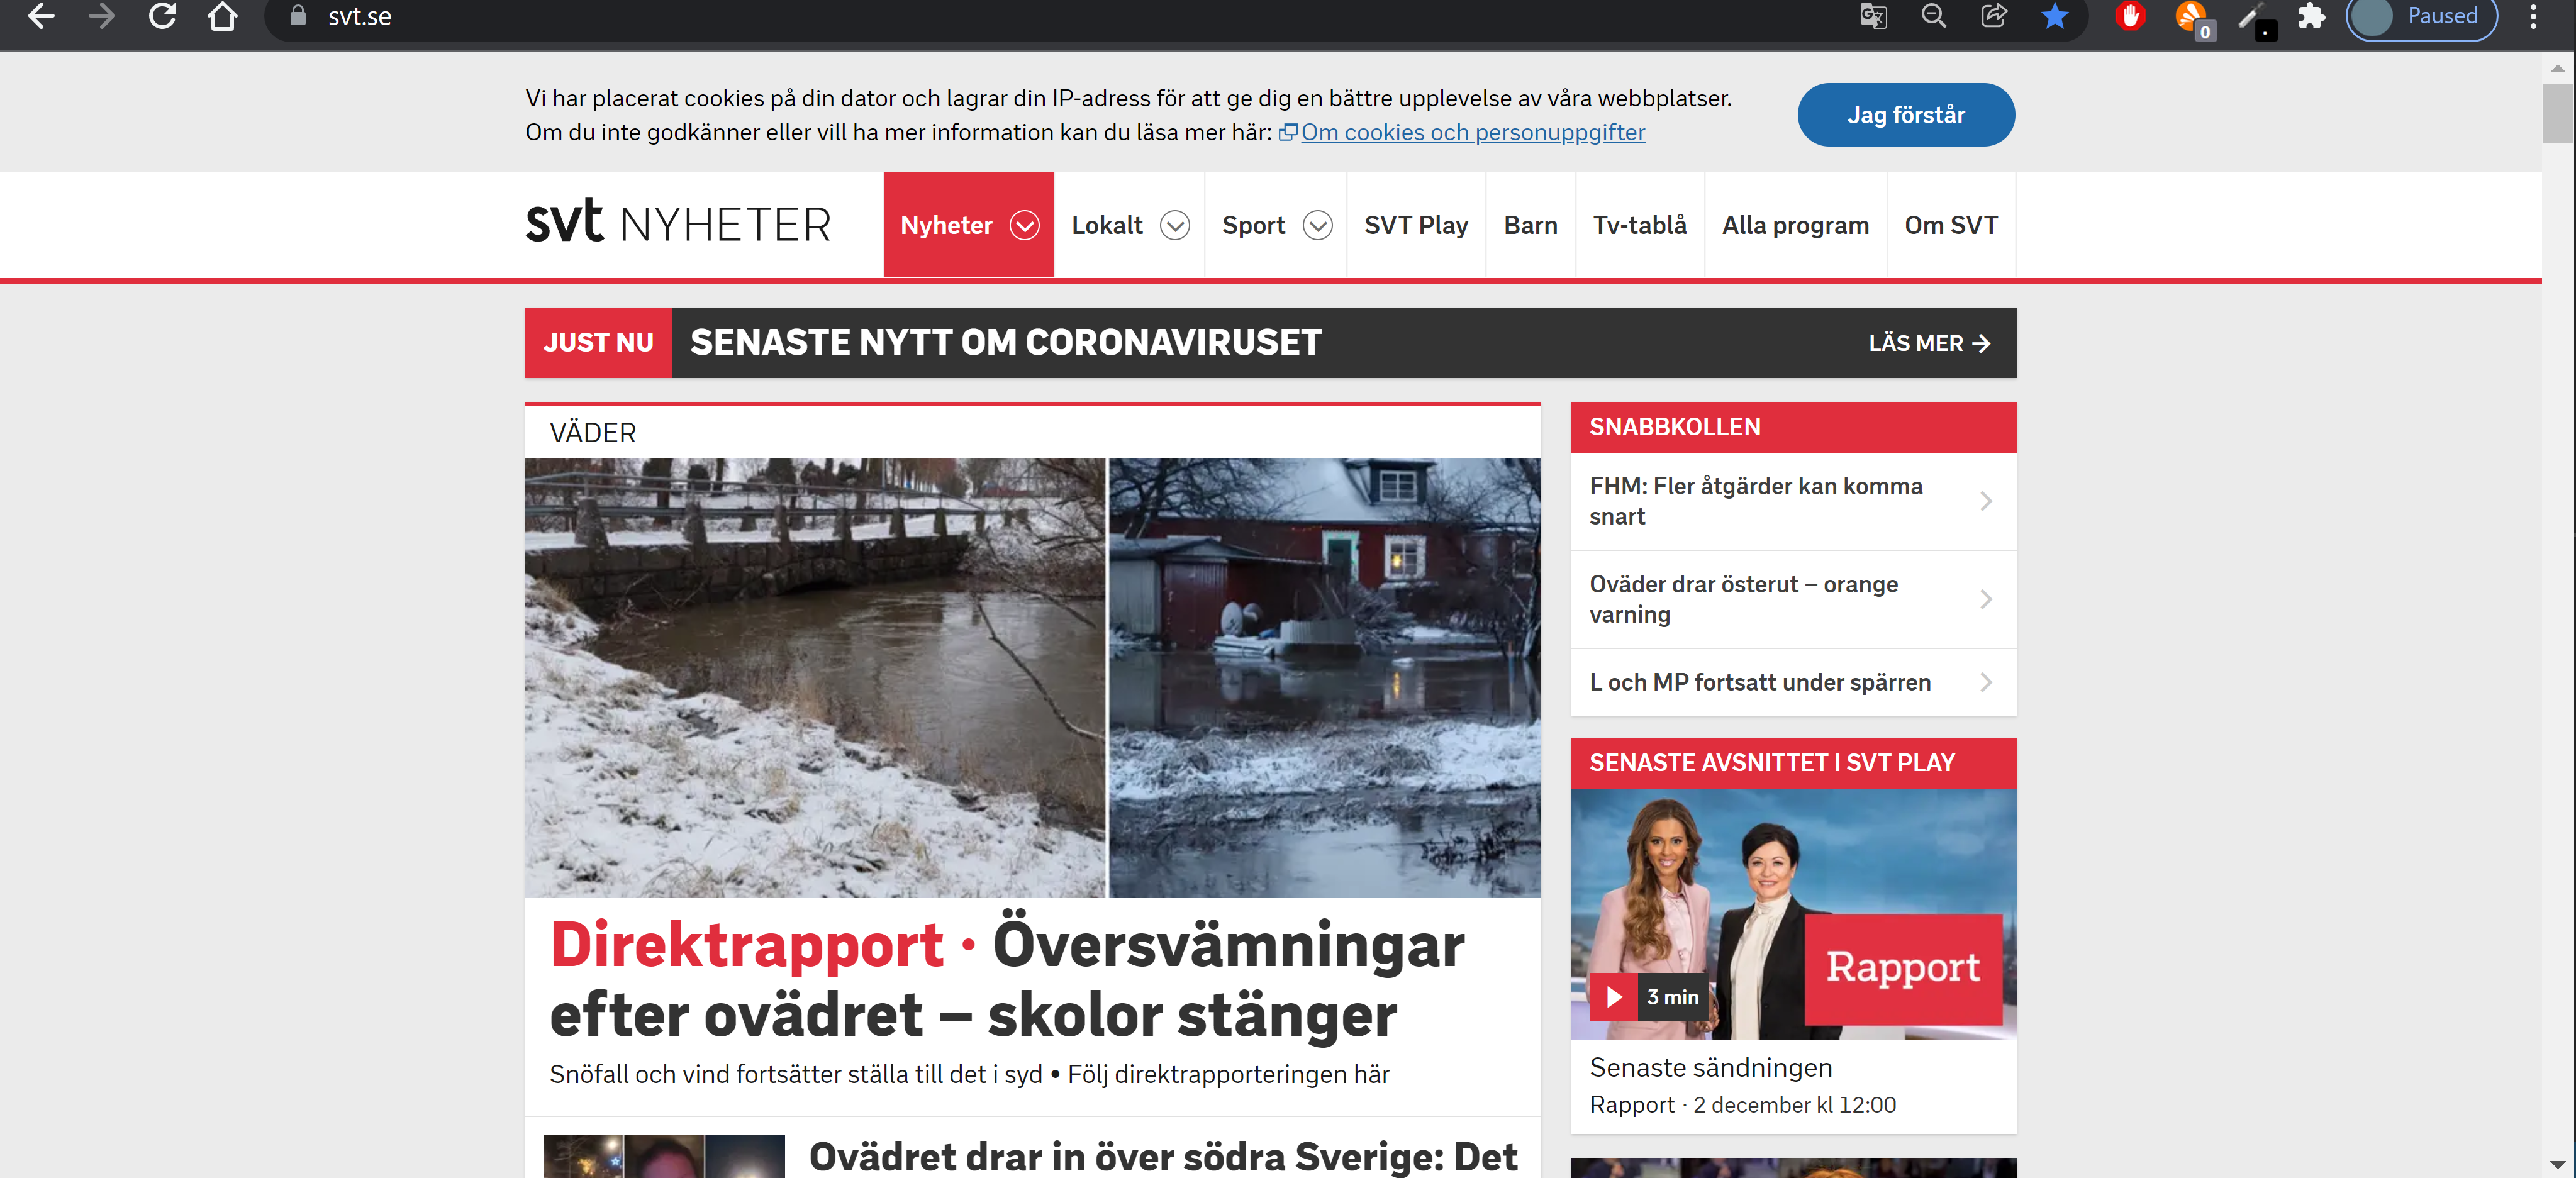 svt.se
0
Paused
Vi har placerat cookies på din dator och lagrar din IP-adress för att ge dig en bättre upplevelse av våra webbplatser.
Om du inte godkänner eller vill ha mer information kan du läsa mer här: Om cookies och personuppgifter
Jag förstår
svt NYHETER
Nyheter
Lokalt
Sport
SVT Play
Barn
Tv-tablå
Alla program
Om SVT
JUST NU
SENASTE NYTT OM CORONAVIRUSET
LÄS MER
VÄDER
Direktrapport • Översvämningar
efter ovädret – skolor stänger
Snöfall och vind fortsätter ställa till det i syd • Följ direktrapporteringen här
Ovädret drar in över södra Sverige: Det
SNABBKOLLEN
FHM: Fler åtgärder kan komma
snart
Oväder drar österut – orange
varning
L och MP fortsatt under spärren
SENASTE AVSNITTET I SVT PLAY
Rapport
3 min
Senaste sändningen
Rapport · 2 december kl 12:00